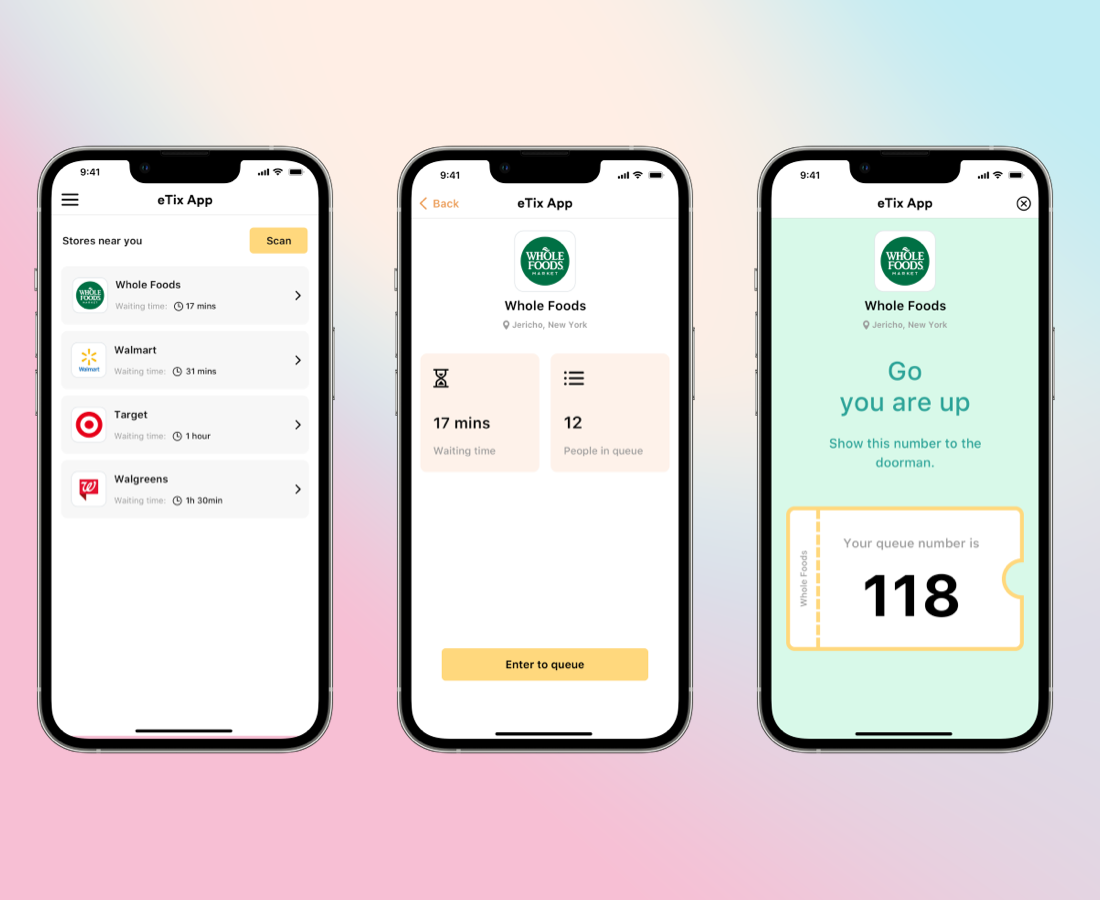 9:41
eTix App
Stores near you
Scan
WHOLE
FOODS
MARKET
Whole Foods
Waiting time: 17 mins
Walmart
Walmart
Waiting time: 31 mins
Target
Waiting time: 1 hour
W
Walgreens
Waiting time: 1h 30min
9:41
Back
eTix App
WHOLE
FOODS
MARKET
Whole Foods
Jericho, New York
17 mins
Waiting time
12
People in queue
Enter to queue
9:41
eTix App
WHOLE
FOODS
MARKET
Whole Foods
Jericho, New York
Go
you are up
Show this number to the
doorman.
Whole Foods
Your queue number is
118